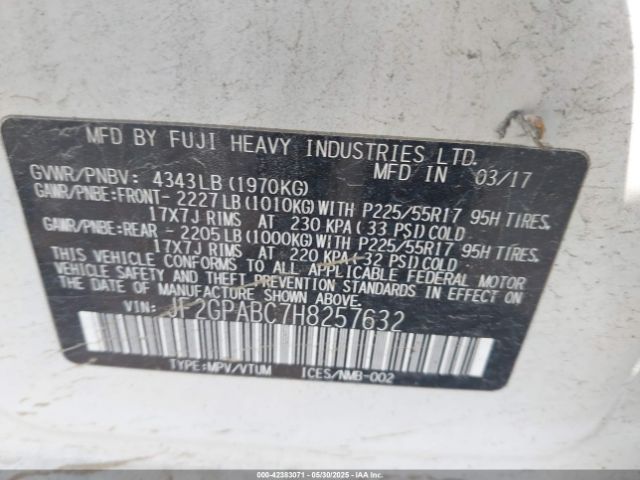 MFD BY FUJI HEAVY INDUSTRIES LTD.
MFD IN 03/17
GVWR/PNBV: 4343LB (1970KG)
GAWR/PNBE:FRONT- 2227LB (1010KG) WITH P225/55R17 95H TIRES,
17X7J RIMS AT 230 KPA (33 PSI) COLD
GAWR/PNBE:REAR - 2205LB (1000KG) WITH P225/55R17 95H TIRES,
17X7J RIMS AT 220 KPA (32 PSI) COLD
THIS VEHICLE CONFORMS TO ALL APPLICABLE FEDERAL MOTOR
VEHICLE SAFETY AND THEFT PREVENTION STANDARDS IN EFFECT ON
THE DATE OF MANUFACTURE SHOWN ABOVE.
VIN: JF2GPABC7H8257632
TYPE:MPV/VTUM ICES/NMB-002
000-42383071 - 05/30/2025 - IAAI.COM